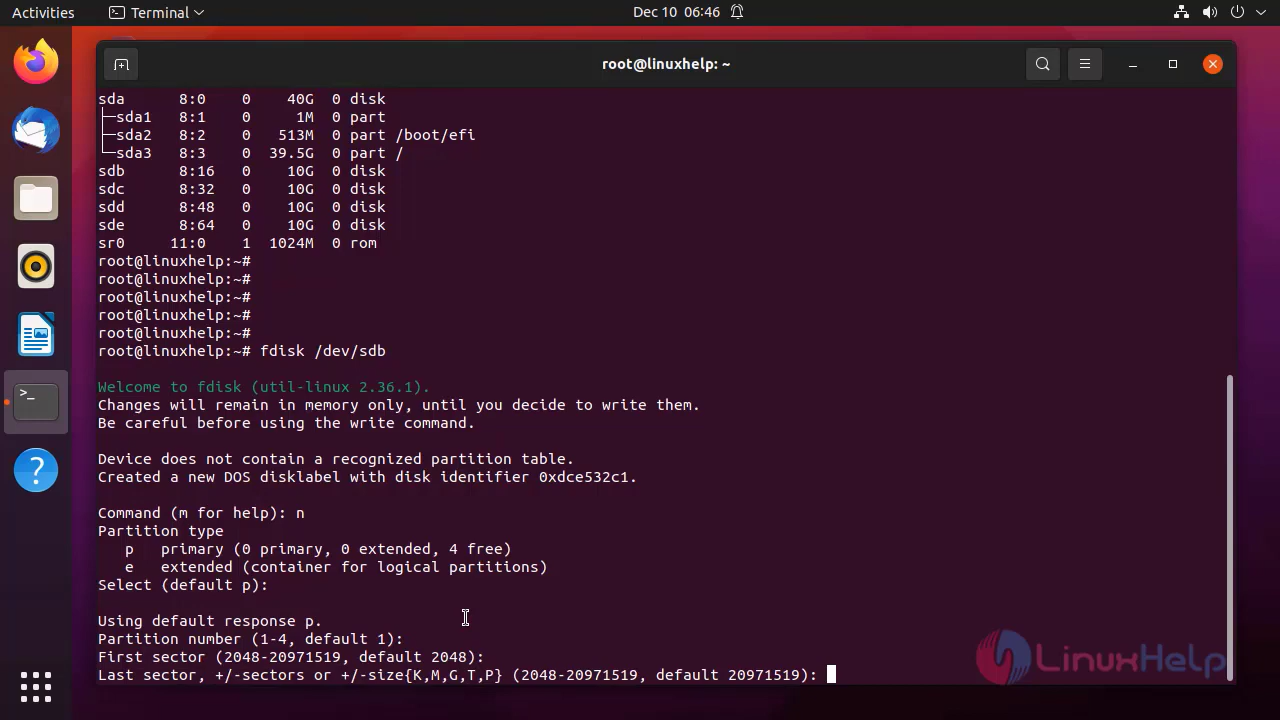 Activities Terminal Dec 10 06:46
root@linuxhelp: ~
sda 8:0 0 40G 0 disk
├─sda1 8:1 0 1M 0 part
├─sda2 8:2 0 513M 0 part /boot/efi
└─sda3 8:3 0 39.5G 0 part /
sdb 8:16 0 10G 0 disk
sdc 8:32 0 10G 0 disk
sdd 8:48 0 10G 0 disk
sde 8:64 0 10G 0 disk
sr0 11:0 1 1024M 0 rom
root@linuxhelp:~#
root@linuxhelp:~#
root@linuxhelp:~#
root@linuxhelp:~#
root@linuxhelp:~#
root@linuxhelp:~# fdisk /dev/sdb
Welcome to fdisk (util-linux 2.36.1).
Changes will remain in memory only, until you decide to write them.
Be careful before using the write command.
Device does not contain a recognized partition table.
Created a new DOS disklabel with disk identifier 0xdce532c1.
Command (m for help): n
Partition type
p primary (0 primary, 0 extended, 4 free)
e extended (container for logical partitions)
Select (default p):
Using default response p.
Partition number (1-4, default 1):
First sector (2048-20971519, default 2048):
Last sector, +/-sectors or +/-size{K,M,G,T,P} (2048-20971519, default 20971519):
LinuxHelp